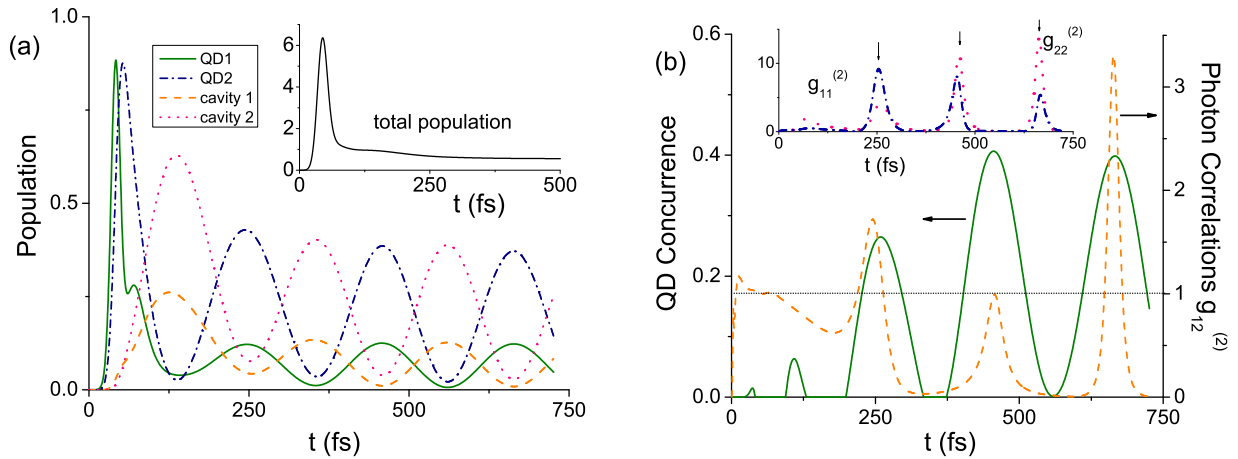 (a)
Population
1.0
0.5
0.0
0 250 500 750
t (fs)
QD1
QD2
cavity 1
cavity 2
total population
6
4
2
0
0 250 500
t (fs)
(b)
QD Concurrence
0.6
0.4
0.2
0.0
0 250 500 750
t (fs)
Photon Correlations g₁₂⁽²⁾
3
2
1
0
g₁₁⁽²⁾
g₂₂⁽²⁾
10
0
0 250 500 750
t (fs)